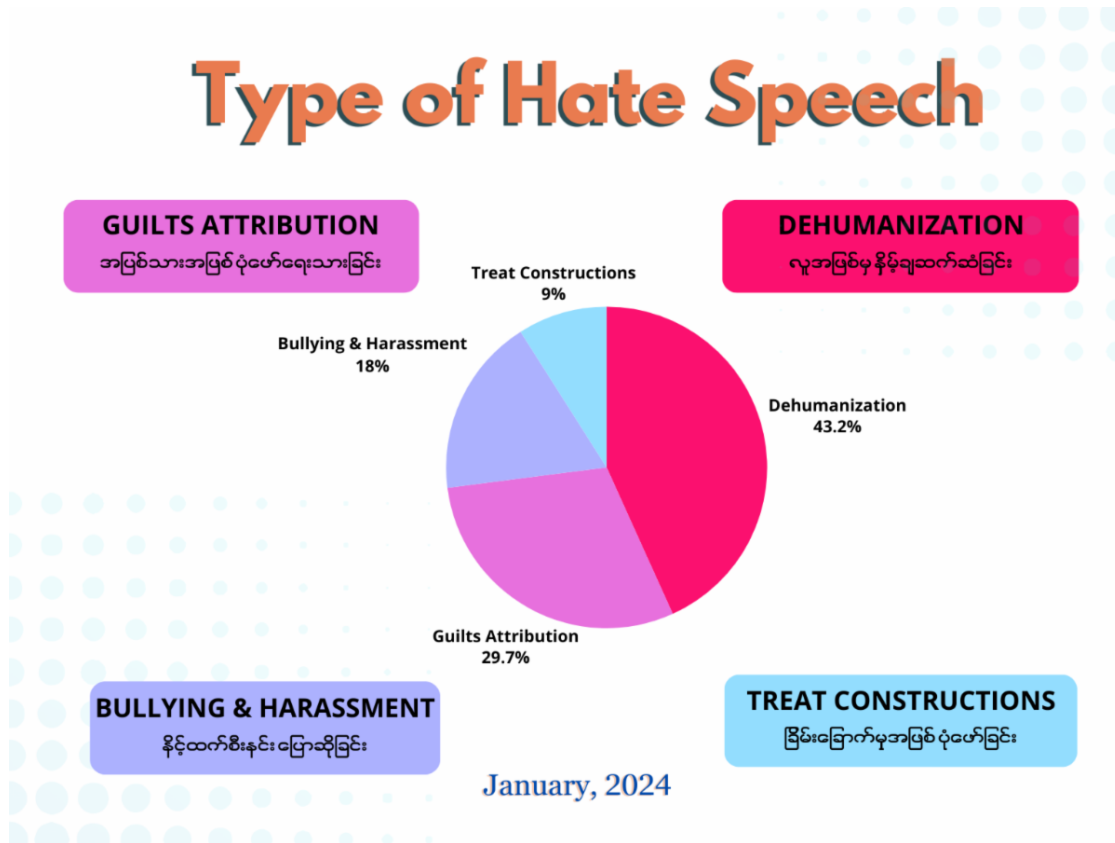 Type of Hate Speech
GUILTS ATTRIBUTION
အပြစ်သားအဖြစ် ပုံဖော်ရေးသားခြင်း
DEHUMANIZATION
လူအဖြစ်မှ နှိမ့်ချဆက်ဆံခြင်း
Treat Constructions
9%
Bullying & Harassment
18%
Dehumanization
43.2%
Guilts Attribution
29.7%
BULLYING & HARASSMENT
နှိင့်ထက်စီးနင်း ပြောဆိုခြင်း
TREAT CONSTRUCTIONS
ခြိမ်းခြောက်မှုအဖြစ် ပုံဖော်ခြင်း
January, 2024